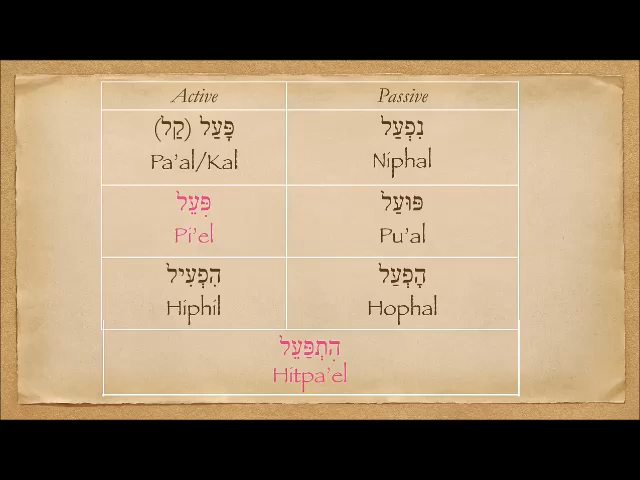 Active Passive
פָּעַל (קַל) נִפְעַל
Pa'al/Kal Niphal
פִּעֵל פּוּעַל
Pi'el Pu'al
הִפְעִיל הָפְעַל
Hiphil Hophal
הִתְפַּעֵל
Hitpa'el